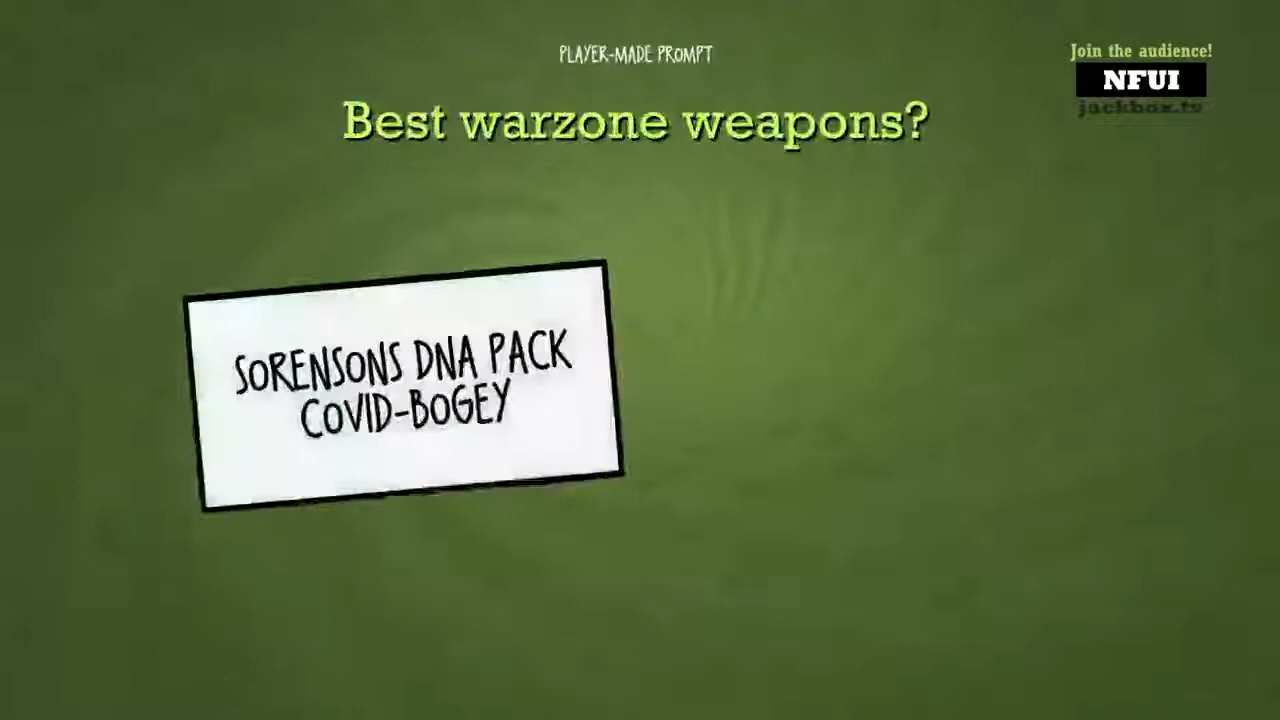 PLAYER-MADE PROMPT
Join the audience!
NFUI
jackbox.tv
Best warzone weapons?
SORENSONS DNA PACK
COVID-BOGEY